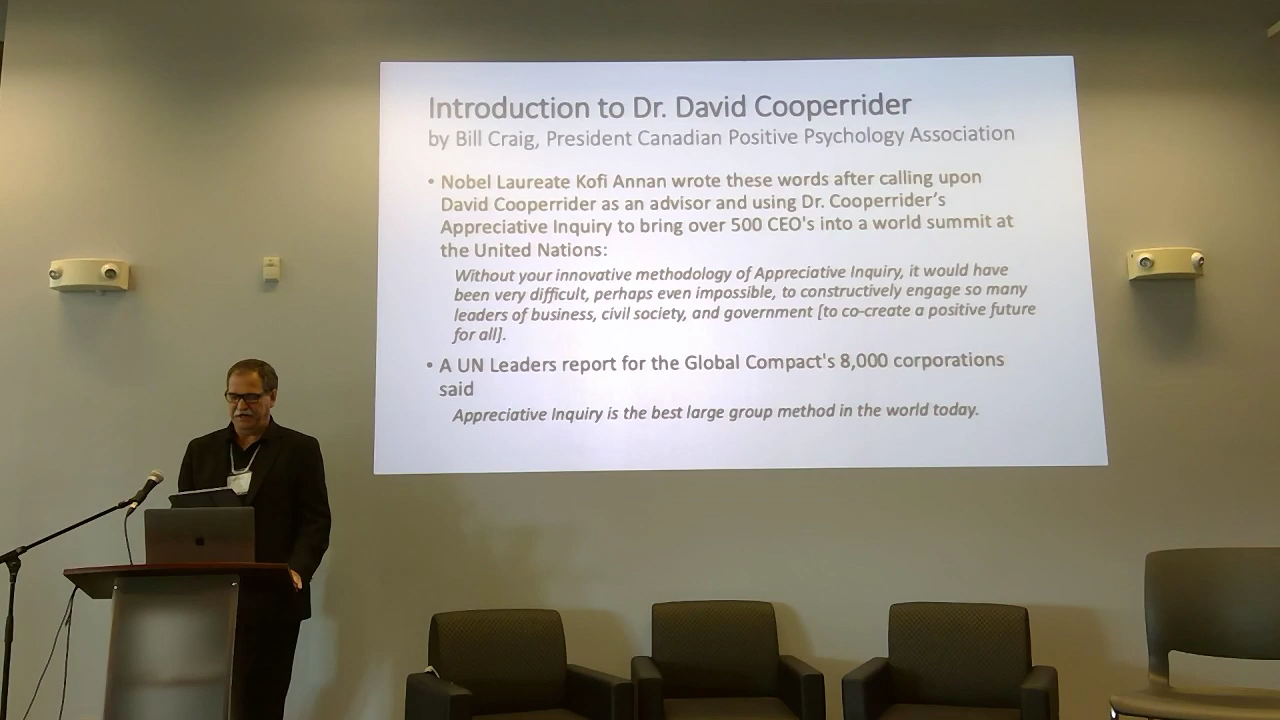 Introduction to Dr. David Cooperrider
by Bill Craig, President Canadian Positive Psychology Association
• Nobel Laureate Kofi Annan wrote these words after calling upon
David Cooperrider as an advisor and using Dr. Cooperrider's
Appreciative Inquiry to bring over 500 CEO's into a world summit at
the United Nations:
Without your innovative methodology of Appreciative Inquiry, it would have
been very difficult, perhaps even impossible, to constructively engage so many
leaders of business, civil society, and government [to co-create a positive future
for all].
• A UN Leaders report for the Global Compact's 8,000 corporations
said
Appreciative Inquiry is the best large group method in the world today.